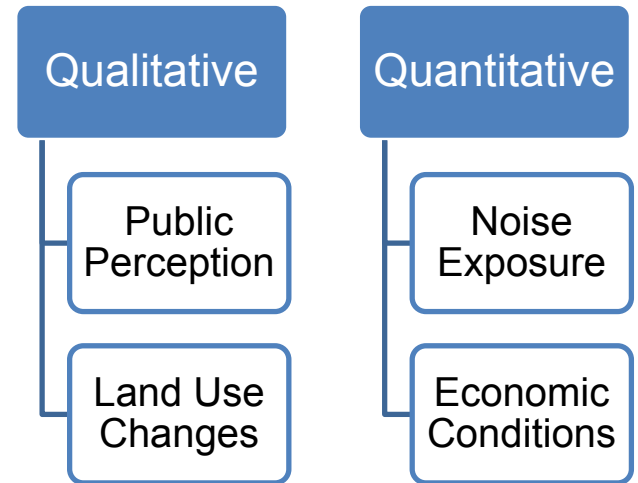 Qualitative
Public
Perception
Land Use
Changes
Quantitative
Noise
Exposure
Economic
Conditions